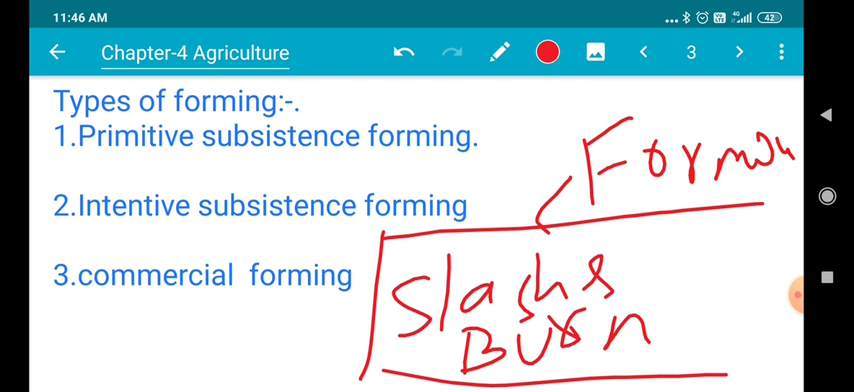 11:46 AM
4G
42
Chapter-4 Agriculture
3
Types of forming:-.
1.Primitive subsistence forming.
2.Intentive subsistence forming
3.commercial forming
Slash &
Burn